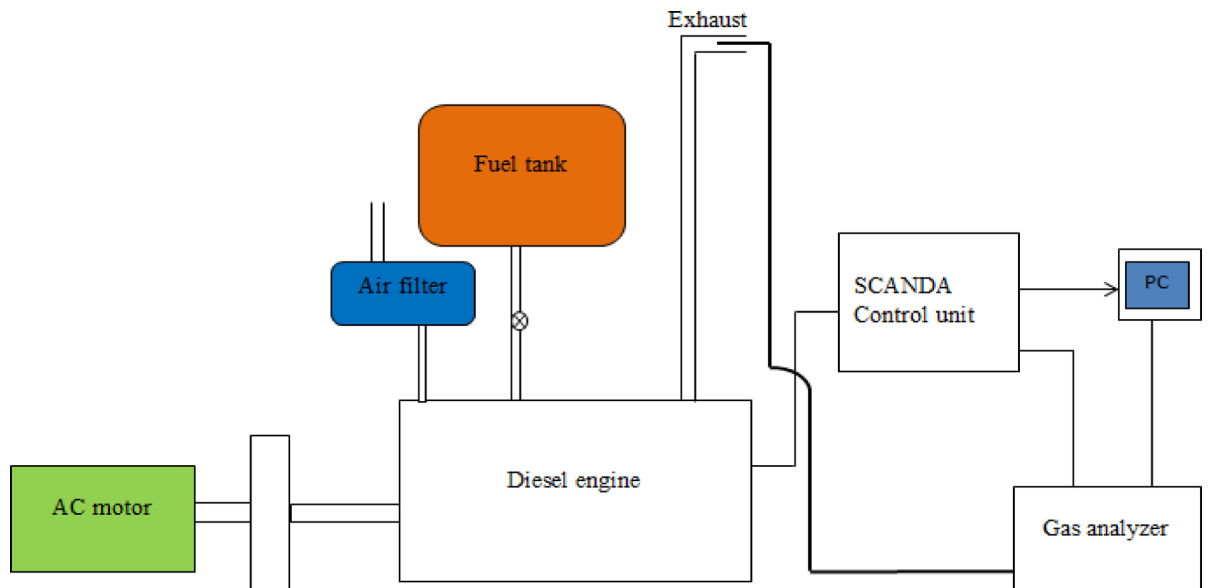 Exhaust
Fuel tank
Air filter
SCANDA
Control unit
PC
Diesel engine
AC motor
Gas analyzer